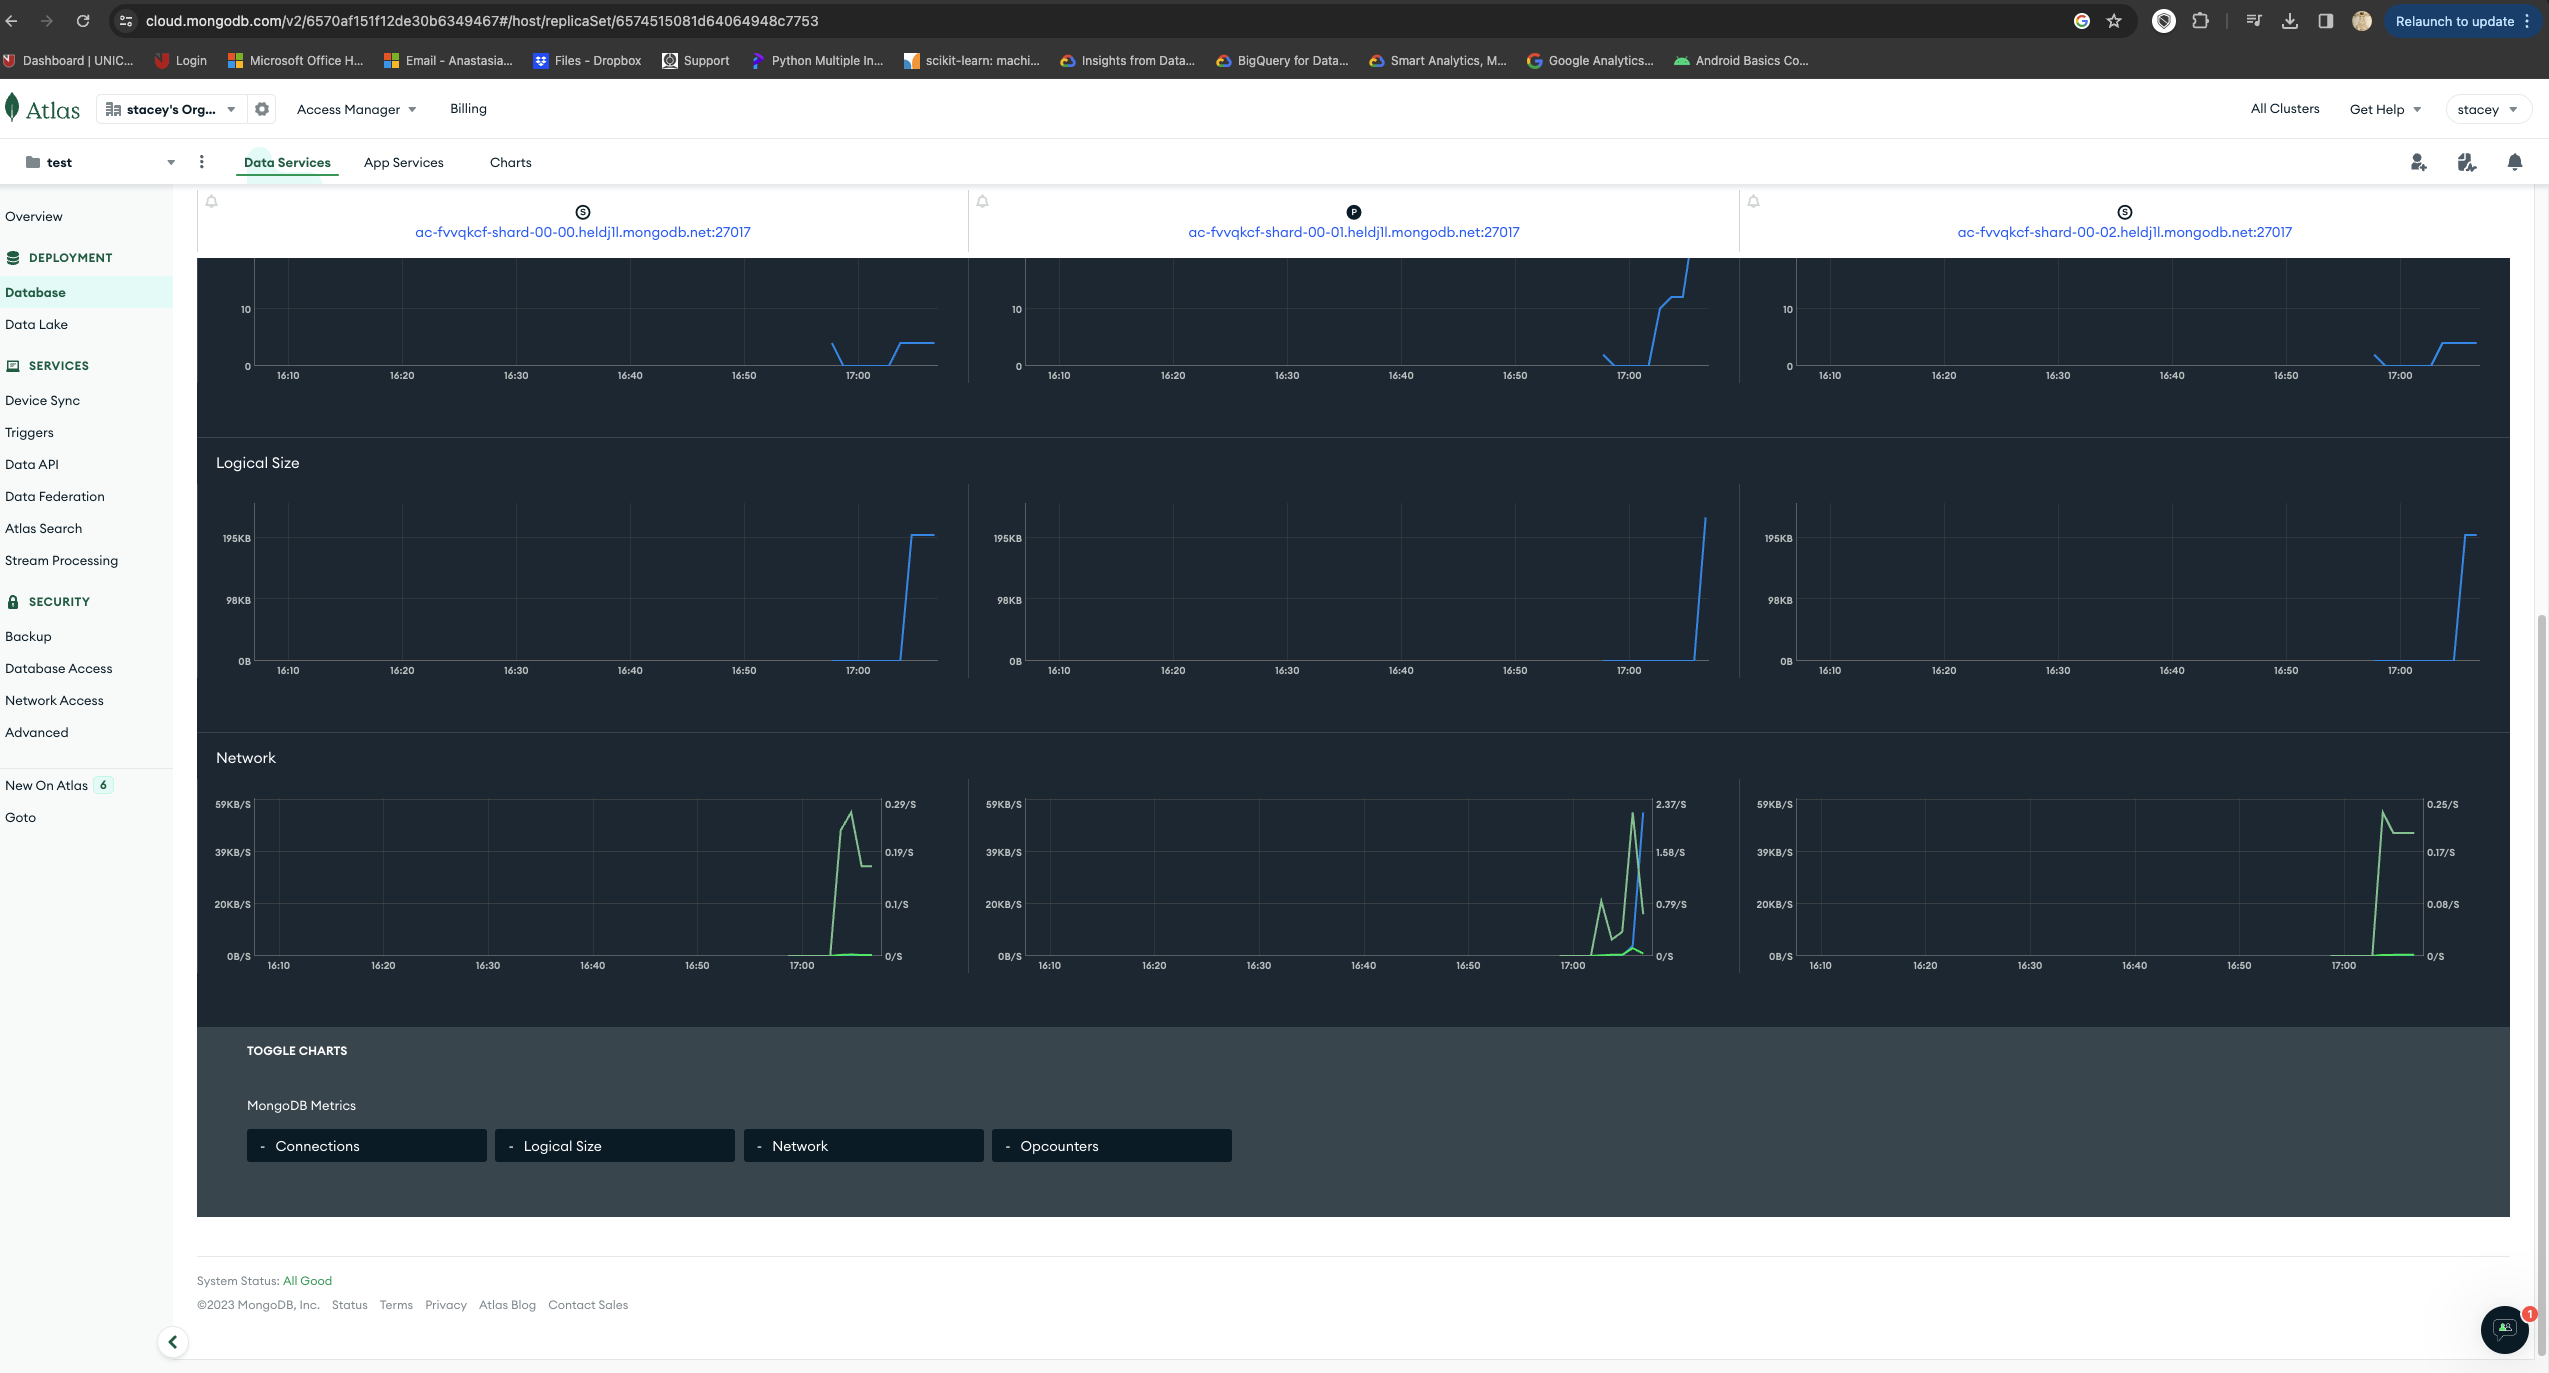 cloud.mongodb.com/v2/6570af151f12de30b6349467#/host/replicaSet/6574515081d64064948c7753
Relaunch to update
Dashboard | UNIC...
Login
Microsoft Office H...
Email - Anastasia...
Files - Dropbox
Support
Python Multiple In...
scikit-learn: machi...
Insights from Data...
BigQuery for Data...
Smart Analytics, M...
Google Analytics...
Android Basics Co...
Atlas
stacey's Org...
Access Manager
Billing
All Clusters
Get Help
stacey
test
Data Services
App Services
Charts
Overview
DEPLOYMENT
Database
Data Lake
SERVICES
Device Sync
Triggers
Data API
Data Federation
Atlas Search
Stream Processing
SECURITY
Backup
Database Access
Network Access
Advanced
New On Atlas 6
Goto
S
ac-fvvqkcf-shard-00-00.heldj1l.mongodb.net:27017
P
ac-fvvqkcf-shard-00-01.heldj1l.mongodb.net:27017
S
ac-fvvqkcf-shard-00-02.heldj1l.mongodb.net:27017
10
0
16:10 16:20 16:30 16:40 16:50 17:00
10
0
16:10 16:20 16:30 16:40 16:50 17:00
10
0
16:10 16:20 16:30 16:40 16:50 17:00
Logical Size
195KB
98KB
0B
16:10 16:20 16:30 16:40 16:50 17:00
195KB
98KB
0B
16:10 16:20 16:30 16:40 16:50 17:00
195KB
98KB
0B
16:10 16:20 16:30 16:40 16:50 17:00
Network
59KB/S 0.29/S
39KB/S 0.19/S
20KB/S 0.1/S
0B/S 0/S
16:10 16:20 16:30 16:40 16:50 17:00
59KB/S 2.37/S
39KB/S 1.58/S
20KB/S 0.79/S
0B/S 0/S
16:10 16:20 16:30 16:40 16:50 17:00
59KB/S 0.25/S
39KB/S 0.17/S
20KB/S 0.08/S
0B/S 0/S
16:10 16:20 16:30 16:40 16:50 17:00
TOGGLE CHARTS
MongoDB Metrics
- Connections
- Logical Size
- Network
- Opcounters
System Status: All Good
©2023 MongoDB, Inc. Status Terms Privacy Atlas Blog Contact Sales
1